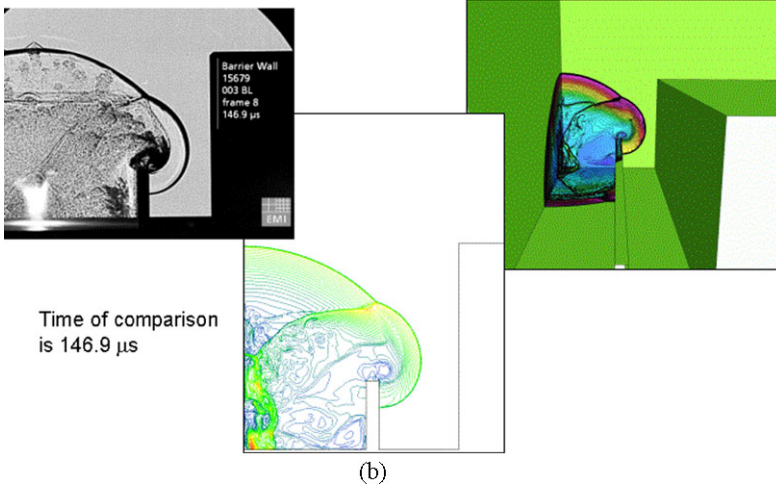 Barrier Wall
15679
003 BL
frame 8
146.9 µs
EMI
Time of comparison
is 146.9 µs
(b)